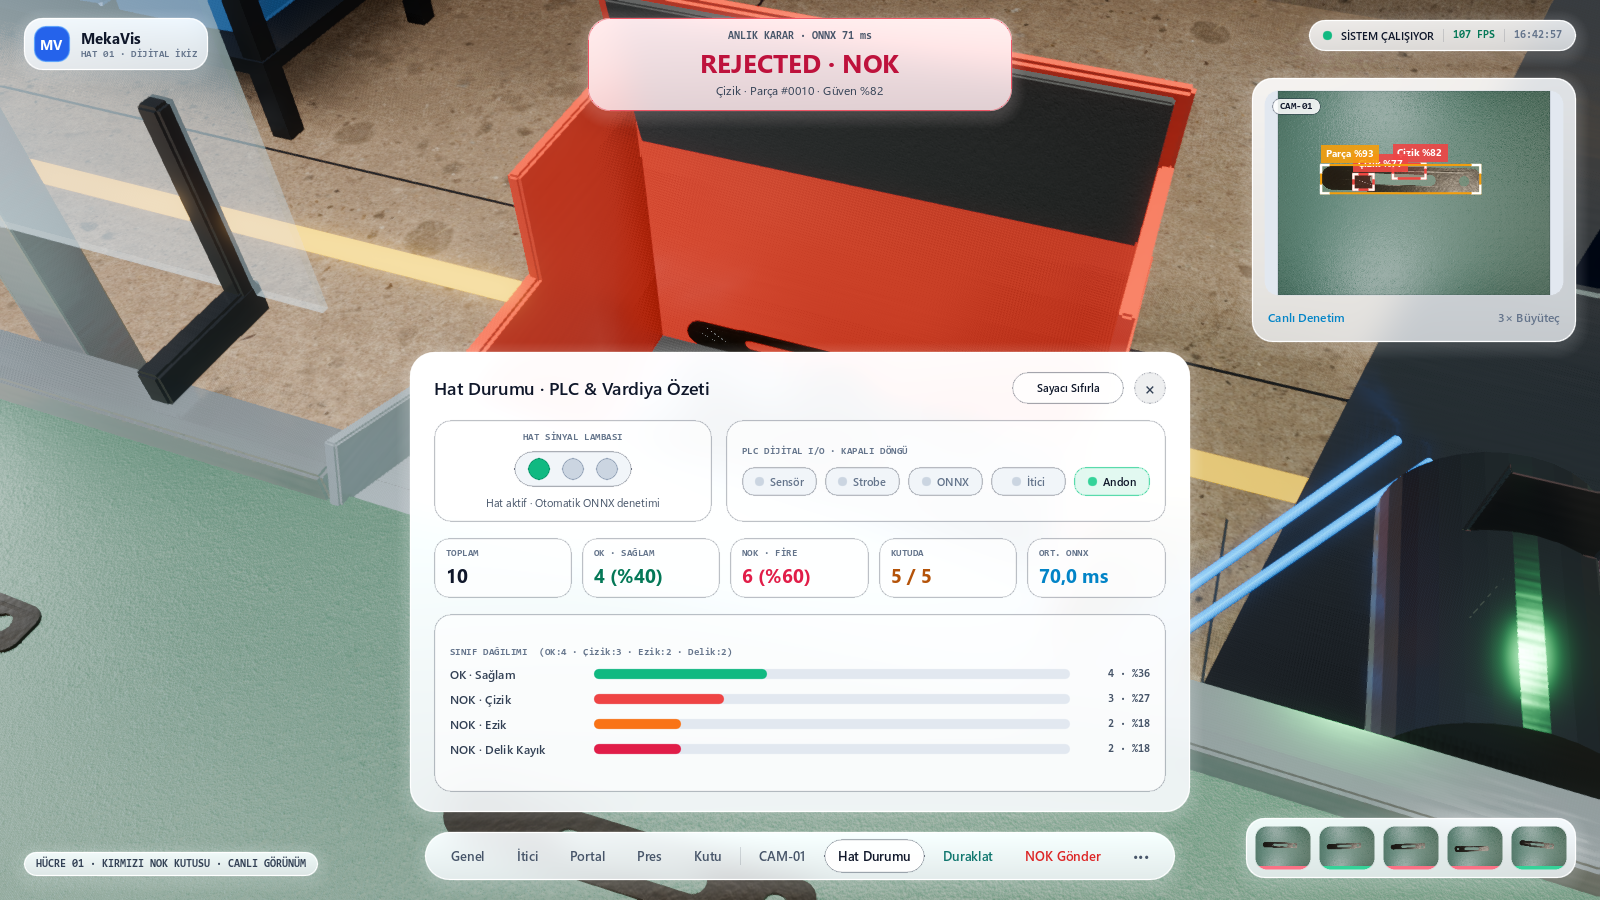 MV
MekaVis
HAT 01 · DİJİTAL İKİZ
ANLIK KARAR · ONNX 71 ms
REJECTED · NOK
Çizik · Parça #0010 · Güven %82
SİSTEM ÇALIŞIYOR
107 FPS
16:42:57
CAM-01
Parça %93
Çizik %82
Çizik %77
Canlı Denetim
3× Büyüteç
Hat Durumu · PLC & Vardiya Özeti
Sayacı Sıfırla
×
HAT SİNYAL LAMBASI
Hat aktif · Otomatik ONNX denetimi
PLC DİJİTAL I/O · KAPALI DÖNGÜ
Sensör
Strobe
ONNX
İtici
Andon
TOPLAM
10
OK · SAĞLAM
4 (%40)
NOK · FİRE
6 (%60)
KUTUDA
5 / 5
ORT. ONNX
70,0 ms
SINIF DAĞILIMI (OK:4 · Çizik:3 · Ezik:2 · Delik:2)
OK · Sağlam 4 · %36
NOK · Çizik 3 · %27
NOK · Ezik 2 · %18
NOK · Delik Kayık 2 · %18
HÜCRE 01 · KIRMIZI NOK KUTUSU · CANLI GÖRÜNÜM
Genel
İtici
Portal
Pres
Kutu
CAM-01
Hat Durumu
Duraklat
NOK Gönder
•••